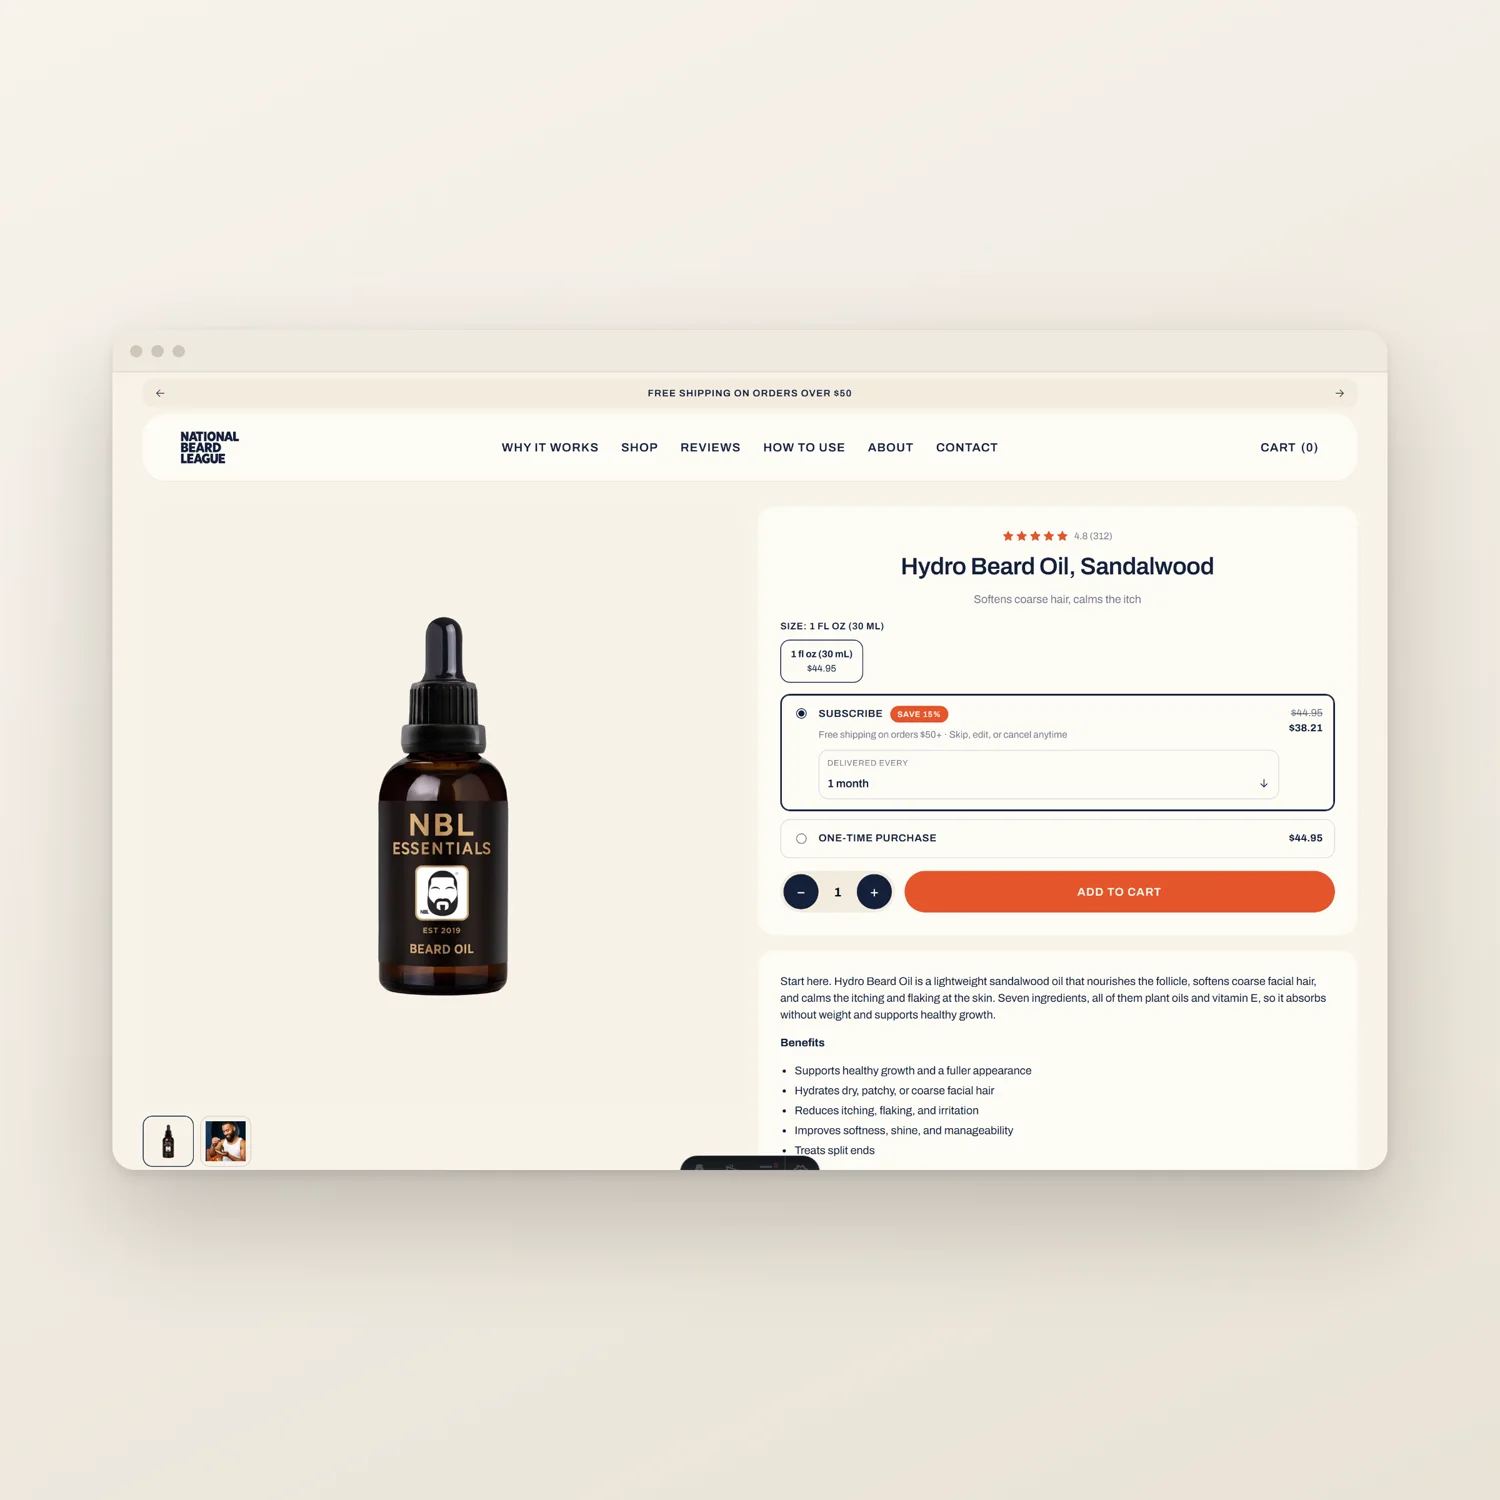 FREE SHIPPING ON ORDERS OVER $50
NATIONAL
BEARD
LEAGUE
WHY IT WORKS
SHOP
REVIEWS
HOW TO USE
ABOUT
CONTACT
CART (0)
4.8 (312)
Hydro Beard Oil, Sandalwood
Softens coarse hair, calms the itch
SIZE: 1 FL OZ (30 ML)
1 fl oz (30 mL)
$44.95
SUBSCRIBE
SAVE 15%
$44.95
$38.21
Free shipping on orders $50+ · Skip, edit, or cancel anytime
DELIVERED EVERY
1 month
ONE-TIME PURCHASE
$44.95
− 1 +
ADD TO CART
NBL
ESSENTIALS
NBL
EST 2019
BEARD OIL
Start here. Hydro Beard Oil is a lightweight sandalwood oil that nourishes the follicle, softens coarse facial hair,
and calms the itching and flaking at the skin. Seven ingredients, all of them plant oils and vitamin E, so it absorbs
without weight and supports healthy growth.
Benefits
• Supports healthy growth and a fuller appearance
• Hydrates dry, patchy, or coarse facial hair
• Reduces itching, flaking, and irritation
• Improves softness, shine, and manageability
• Treats split ends